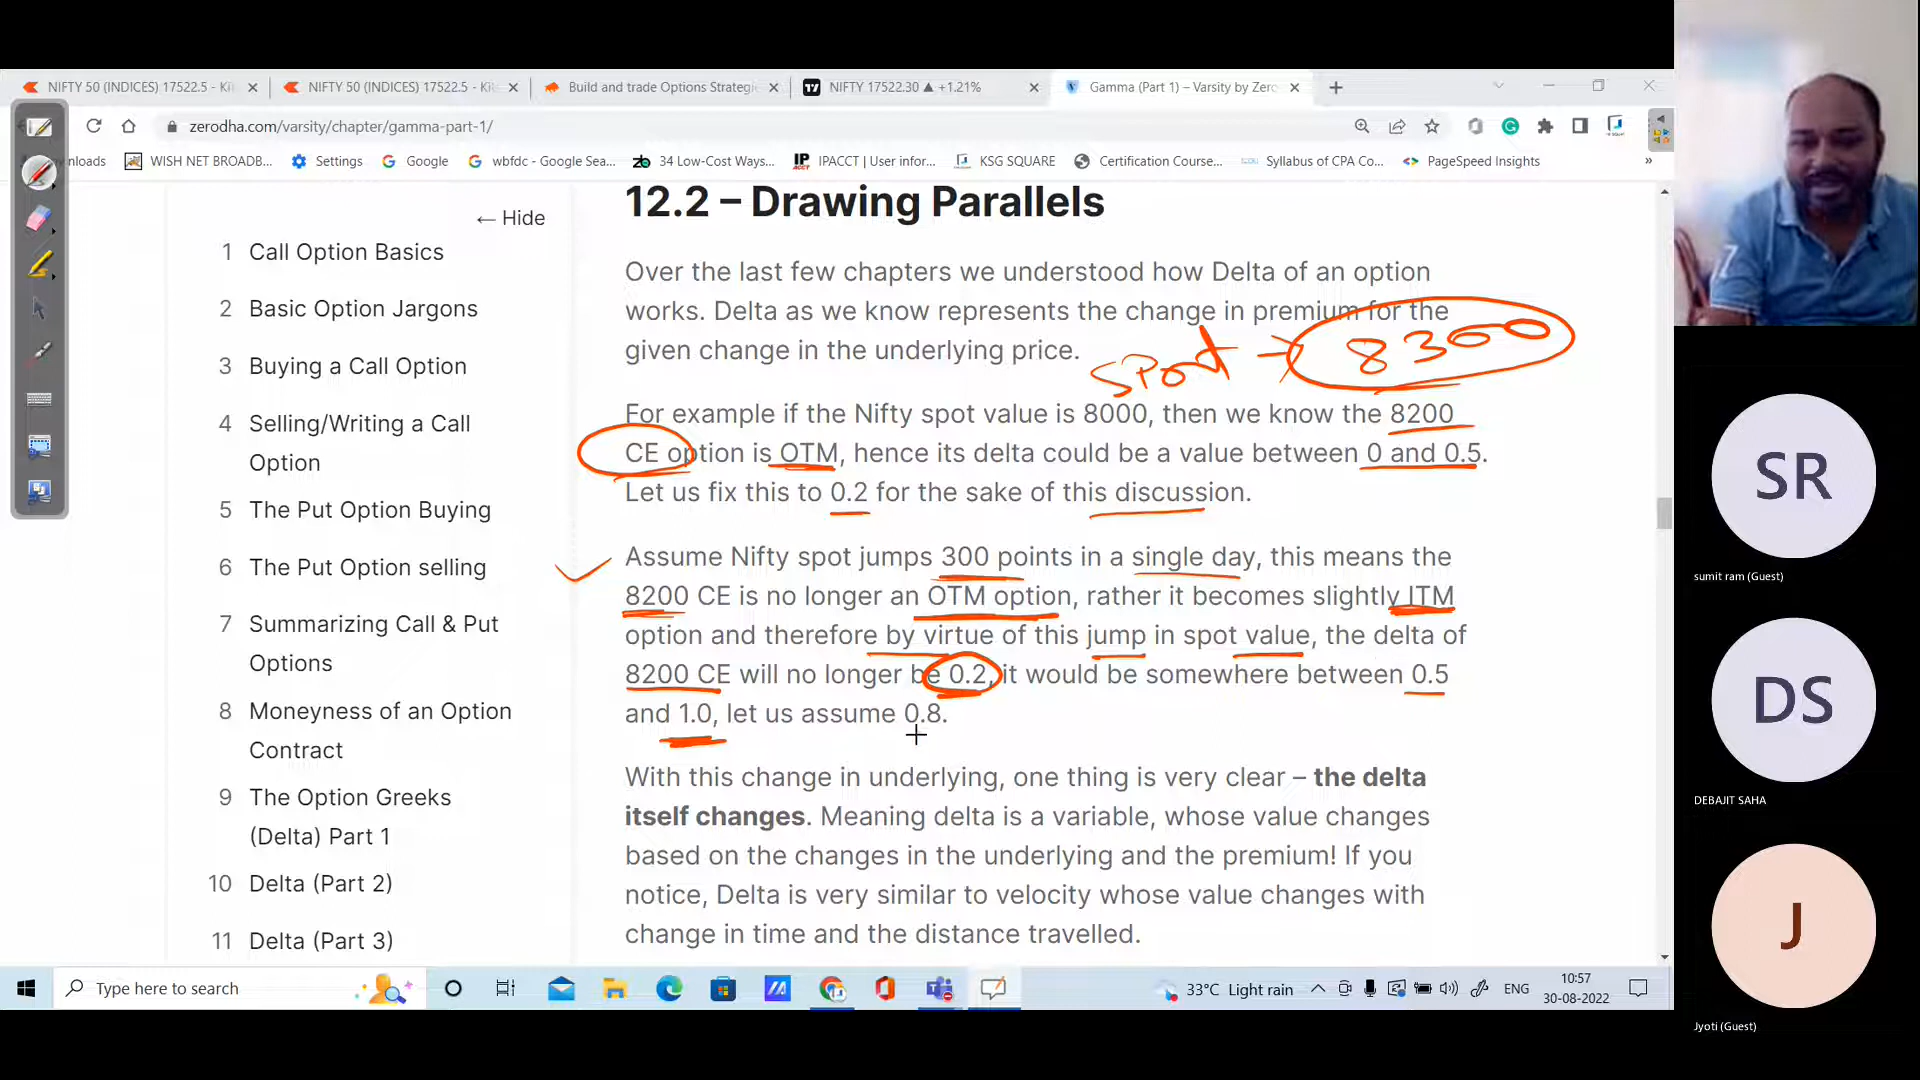 NIFTY 50 (INDICES) 17522.5 - Ki
NIFTY 50 (INDICES) 17522.5 - Ki
Build and trade Options Strategi
NIFTY 17522.30 ▲ +1.21%
Gamma (Part 1) – Varsity by Zero
zerodha.com/varsity/chapter/gamma-part-1/
WISH NET BROADB...
Settings
Google
wbfdc - Google Sea...
34 Low-Cost Ways...
IPACCT | User infor...
KSG SQUARE
Certification Course...
Syllabus of CPA Co...
PageSpeed Insights
»
← Hide
1 Call Option Basics
2 Basic Option Jargons
3 Buying a Call Option
4 Selling/Writing a Call
Option
5 The Put Option Buying
6 The Put Option selling
7 Summarizing Call & Put
Options
8 Moneyness of an Option
Contract
9 The Option Greeks
(Delta) Part 1
10 Delta (Part 2)
11 Delta (Part 3)
12.2 – Drawing Parallels
Over the last few chapters we understood how Delta of an option
works. Delta as we know represents the change in premium for the
given change in the underlying price.
SPOT → 8300
For example if the Nifty spot value is 8000, then we know the 8200
CE option is OTM, hence its delta could be a value between 0 and 0.5.
Let us fix this to 0.2 for the sake of this discussion.
Assume Nifty spot jumps 300 points in a single day, this means the
8200 CE is no longer an OTM option, rather it becomes slightly ITM
option and therefore by virtue of this jump in spot value, the delta of
8200 CE will no longer be 0.2, it would be somewhere between 0.5
and 1.0, let us assume 0.8.
With this change in underlying, one thing is very clear – the delta
itself changes. Meaning delta is a variable, whose value changes
based on the changes in the underlying and the premium! If you
notice, Delta is very similar to velocity whose value changes with
change in time and the distance travelled.
SR
sumit ram (Guest)
DS
DEBAJIT SAHA
J
Jyoti (Guest)
Type here to search
33°C Light rain
ENG
10:57
30-08-2022